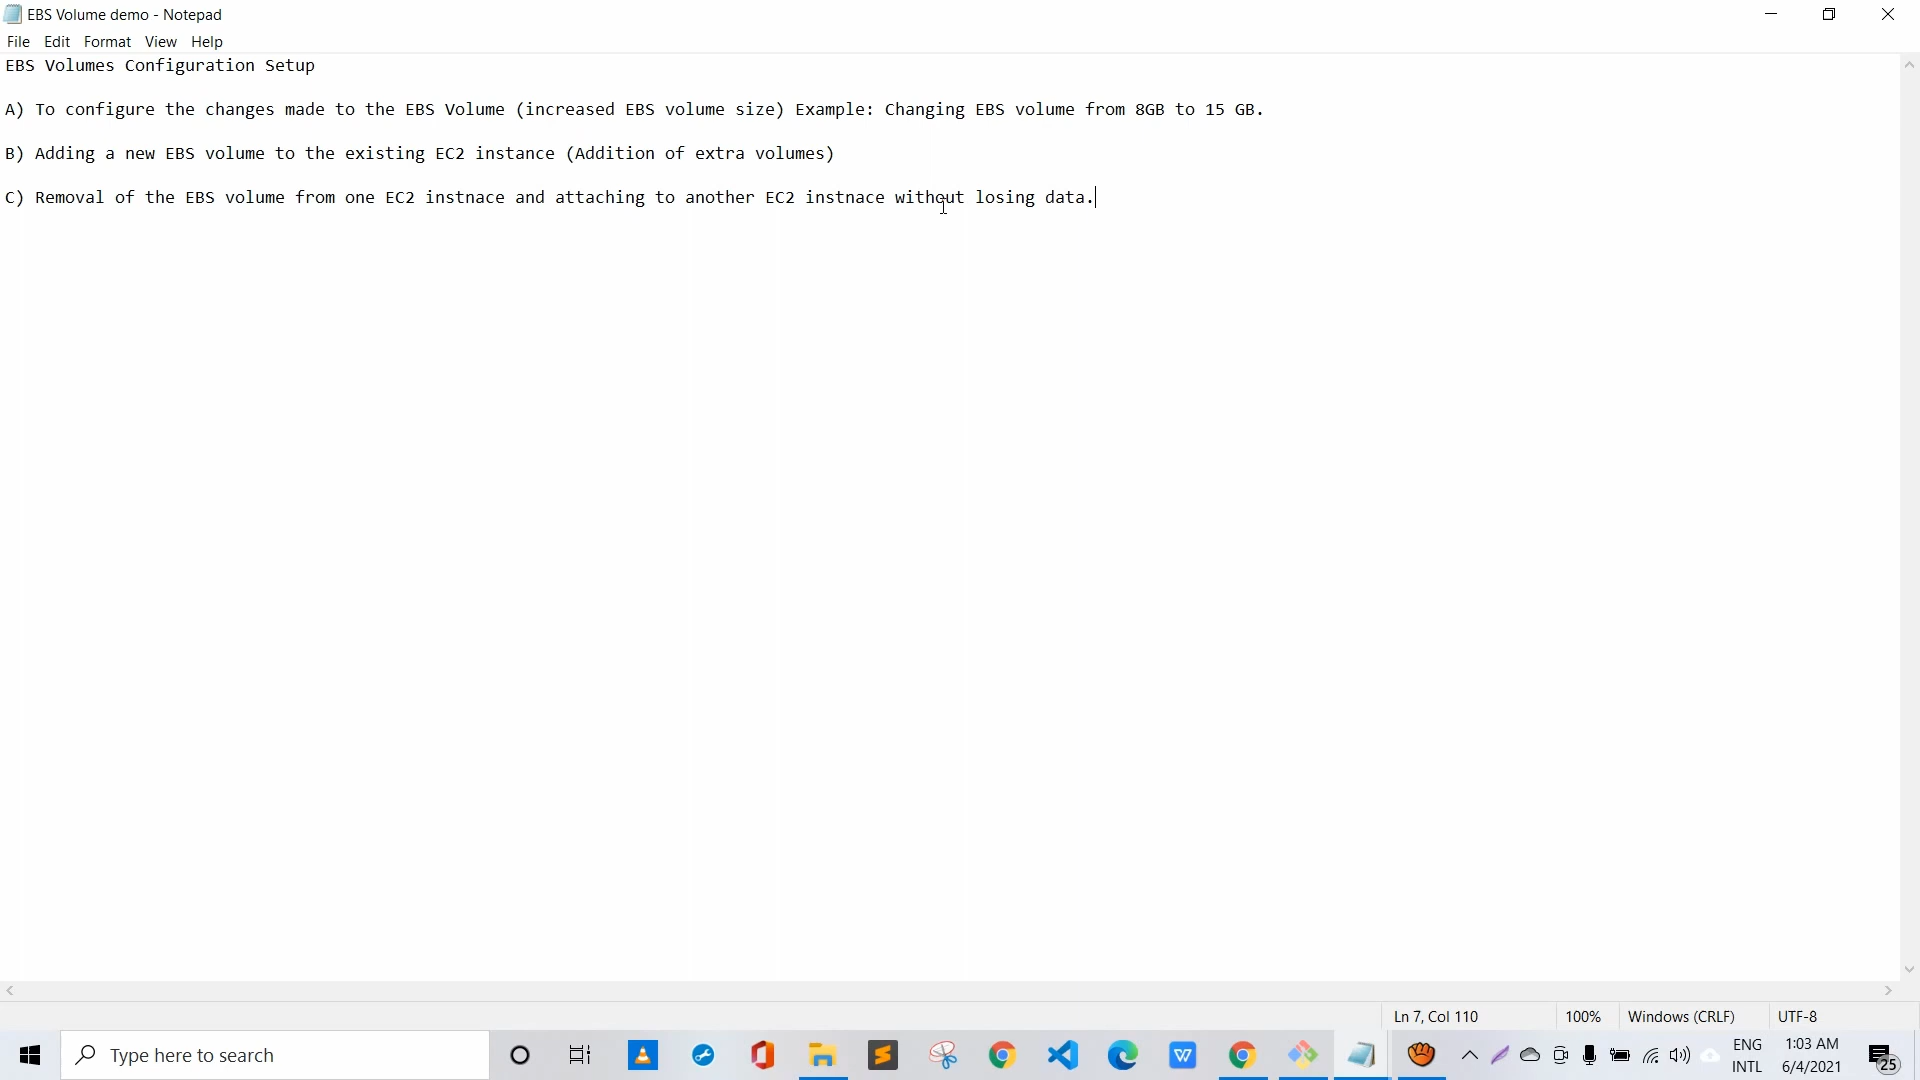 EBS Volume demo - Notepad
File Edit Format View Help
EBS Volumes Configuration Setup
A) To configure the changes made to the EBS Volume (increased EBS volume size) Example: Changing EBS volume from 8GB to 15 GB.
B) Adding a new EBS volume to the existing EC2 instance (Addition of extra volumes)
C) Removal of the EBS volume from one EC2 instnace and attaching to another EC2 instnace without losing data.
Ln 7, Col 110 100% Windows (CRLF) UTF-8
Type here to search
ENG
INTL
1:03 AM
6/4/2021
25